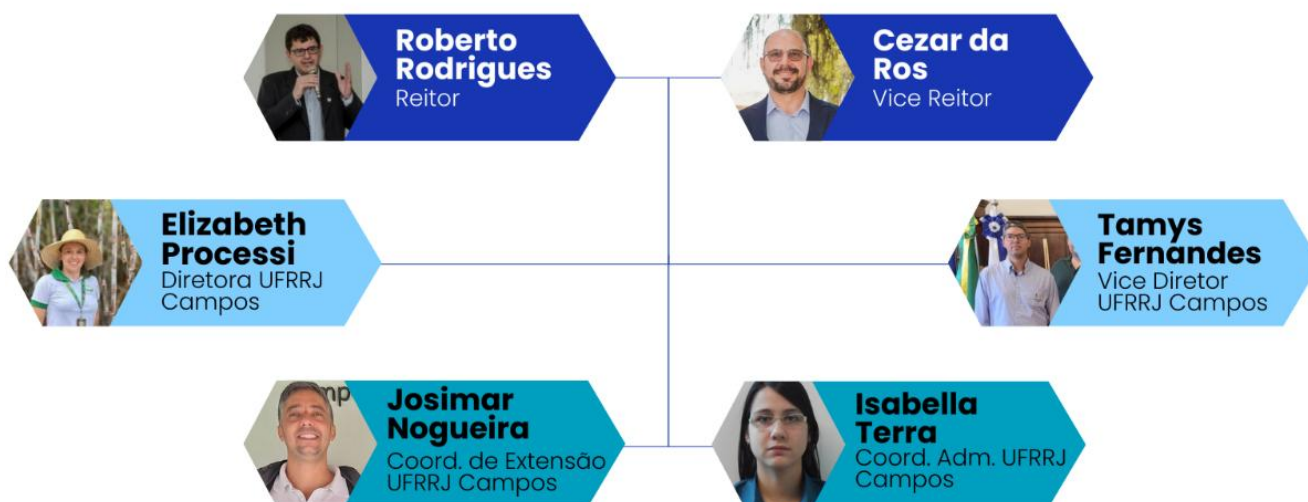 Roberto
Rodrigues
Reitor
Cezar da
Ros
Vice Reitor
Elizabeth
Processi
Diretora UFRRJ
Campos
Tamys
Fernandes
Vice Diretor
UFRRJ Campos
mp
Josimar
Nogueira
Coord. de Extensão
UFRRJ Campos
Isabella
Terra
Coord. Adm. UFRRJ
Campos